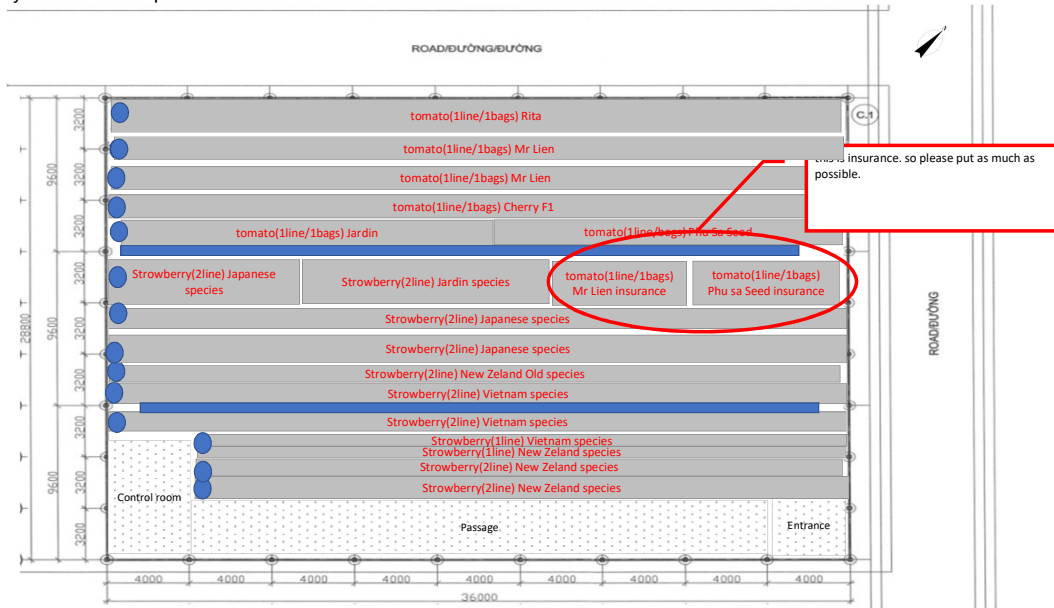 ROAD/ĐƯỜNG/ĐƯỜNG
C.1
tomato(1line/1bags) Rita
tomato(1line/1bags) Mr Lien
is insurance. so please put as much as
possible.
tomato(1line/1bags) Mr Lien
tomato(1line/1bags) Cherry F1
tomato(1line/1bags) Jardin
tomato(1line/bags) Phu Sa Seed
Strowberry(2line) Japanese
species
Strowberry(2line) Jardin species
tomato(1line/1bags)
Mr Lien insurance
tomato(1line/1bags)
Phu sa Seed insurance
Strowberry(2line) Japanese species
Strowberry(2line) Japanese species
Strowberry(2line) New Zeland Old species
Strowberry(2line) Vietnam species
Strowberry(2line) Vietnam species
Strowberry(1line) Vietnam species
Strowberry(1line) New Zeland species
Strowberry(2line) New Zeland species
Strowberry(2line) New Zeland species
Control room
Passage
Entrance
ROAD/ĐƯỜNG
3200
3200
3200
3200
3200
3200
3200
3200
3200
9600
9600
9600
28800
4000
4000
4000
4000
4000
4000
4000
4000
4000
36000